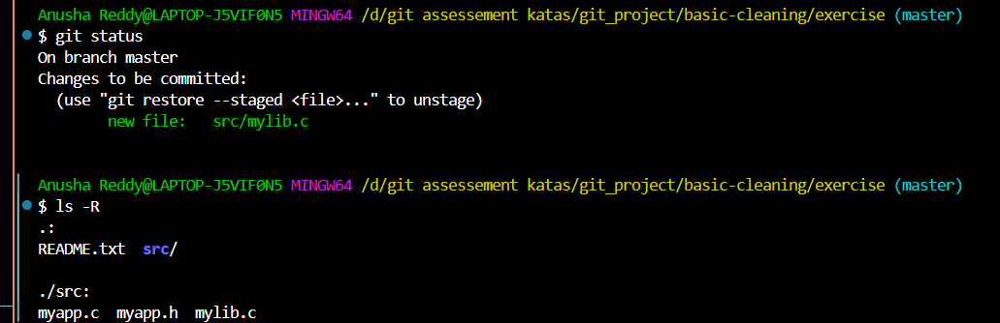 Anusha Reddy@LAPTOP-J5VIF0N5 MINGW64 /d/git assessement katas/git_project/basic-cleaning/exercise (master)
$ git status
On branch master
Changes to be committed:
  (use "git restore --staged <file>..." to unstage)
        new file:   src/mylib.c
Anusha Reddy@LAPTOP-J5VIF0N5 MINGW64 /d/git assessement katas/git_project/basic-cleaning/exercise (master)
$ ls -R
.:
README.txt  src/
./src:
myapp.c  myapp.h  mylib.c